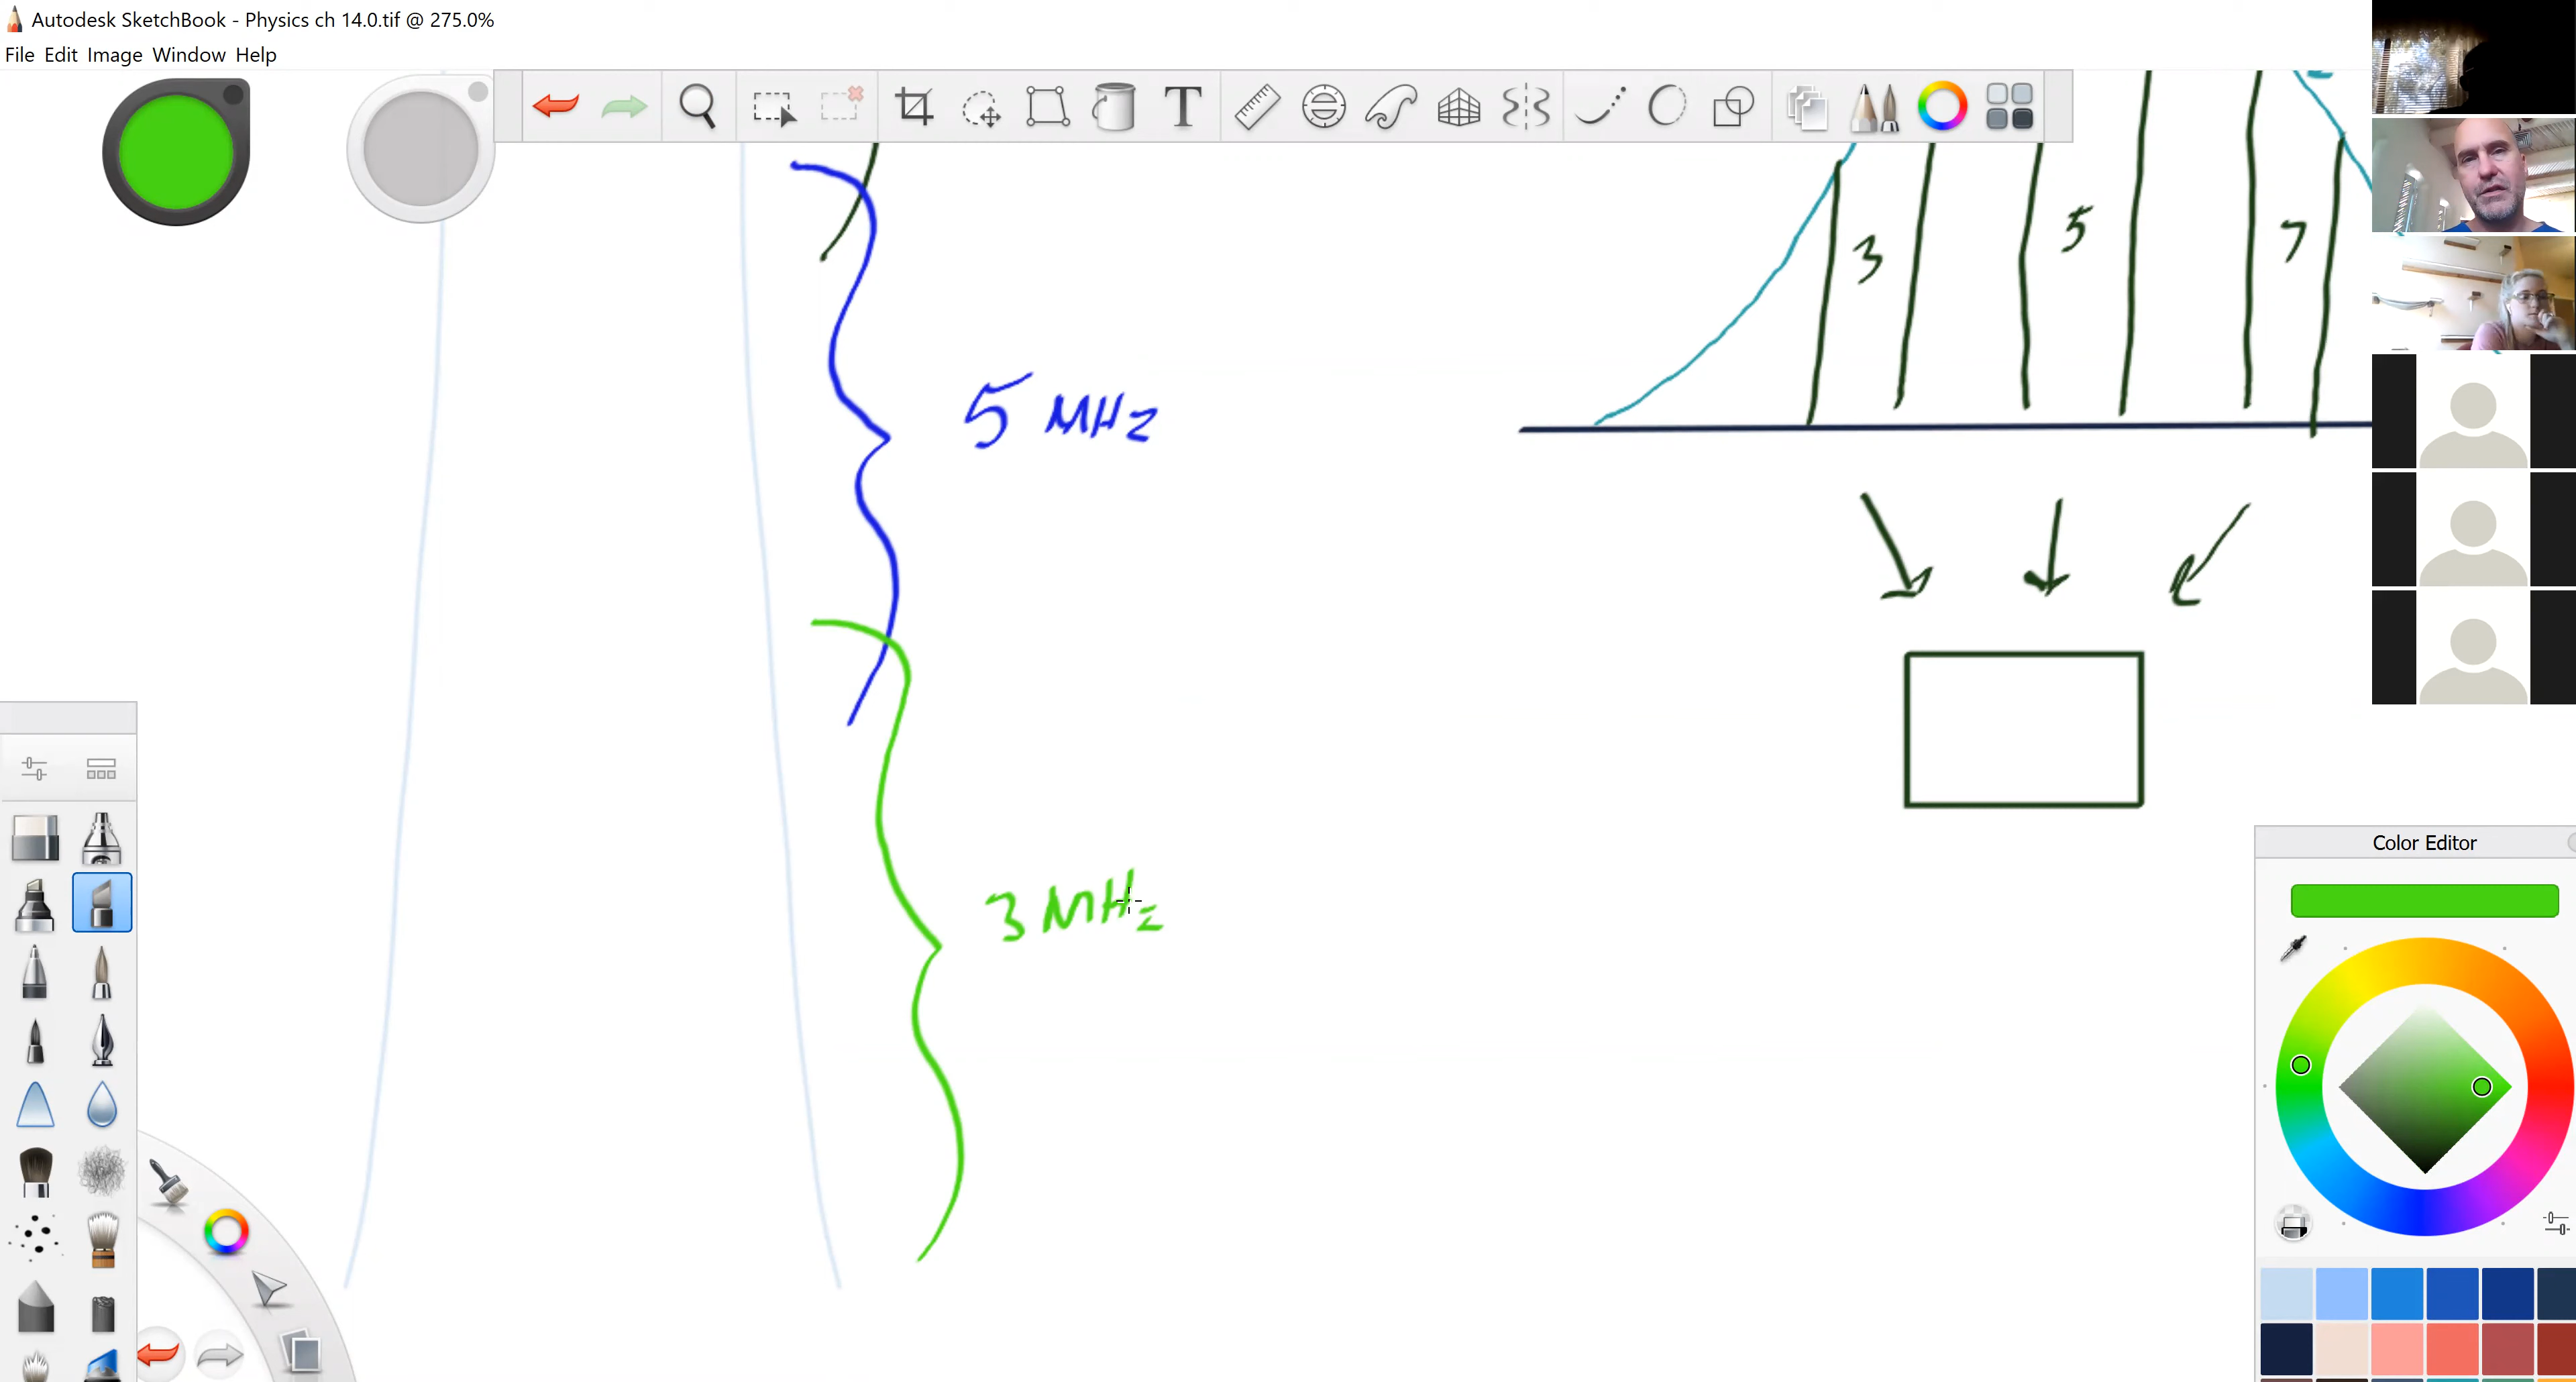 Autodesk SketchBook - Physics ch 14.0.tif @ 275.0%
File Edit Image Window Help
T
3
5
7
5 MHz
3 MHz
Color Editor